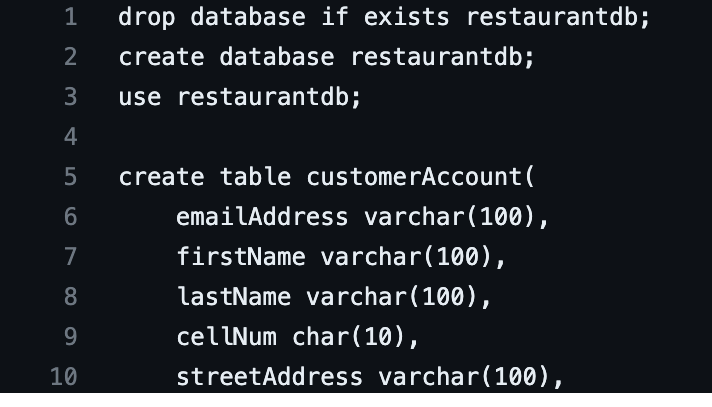 1 drop database if exists restaurantdb;
2 create database restaurantdb;
3 use restaurantdb;
4
5 create table customerAccount(
6     emailAddress varchar(100),
7     firstName varchar(100),
8     lastName varchar(100),
9     cellNum char(10),
10     streetAddress varchar(100),